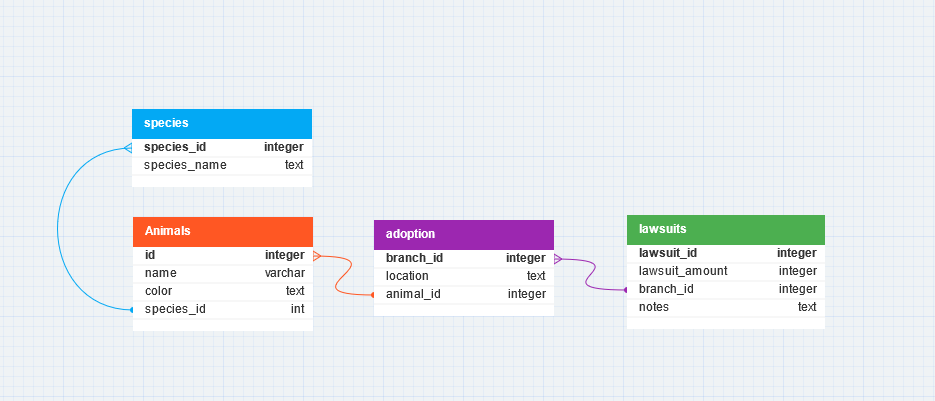 species
species_id integer
species_name text
Animals
id integer
name varchar
color text
species_id int
adoption
branch_id integer
location text
animal_id integer
lawsuits
lawsuit_id integer
lawsuit_amount integer
branch_id integer
notes text